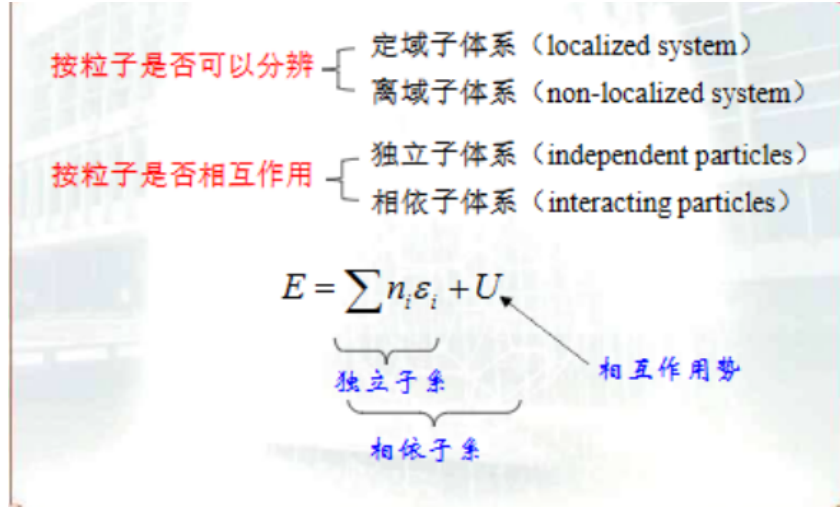 按粒子是否可以分辨
定域子体系（localized system）
离域子体系（non-localized system）
按粒子是否相互作用
独立子体系（independent particles）
相依子体系（interacting particles）
E = ∑ nᵢεᵢ + U
独立子系
相互作用势
相依子系